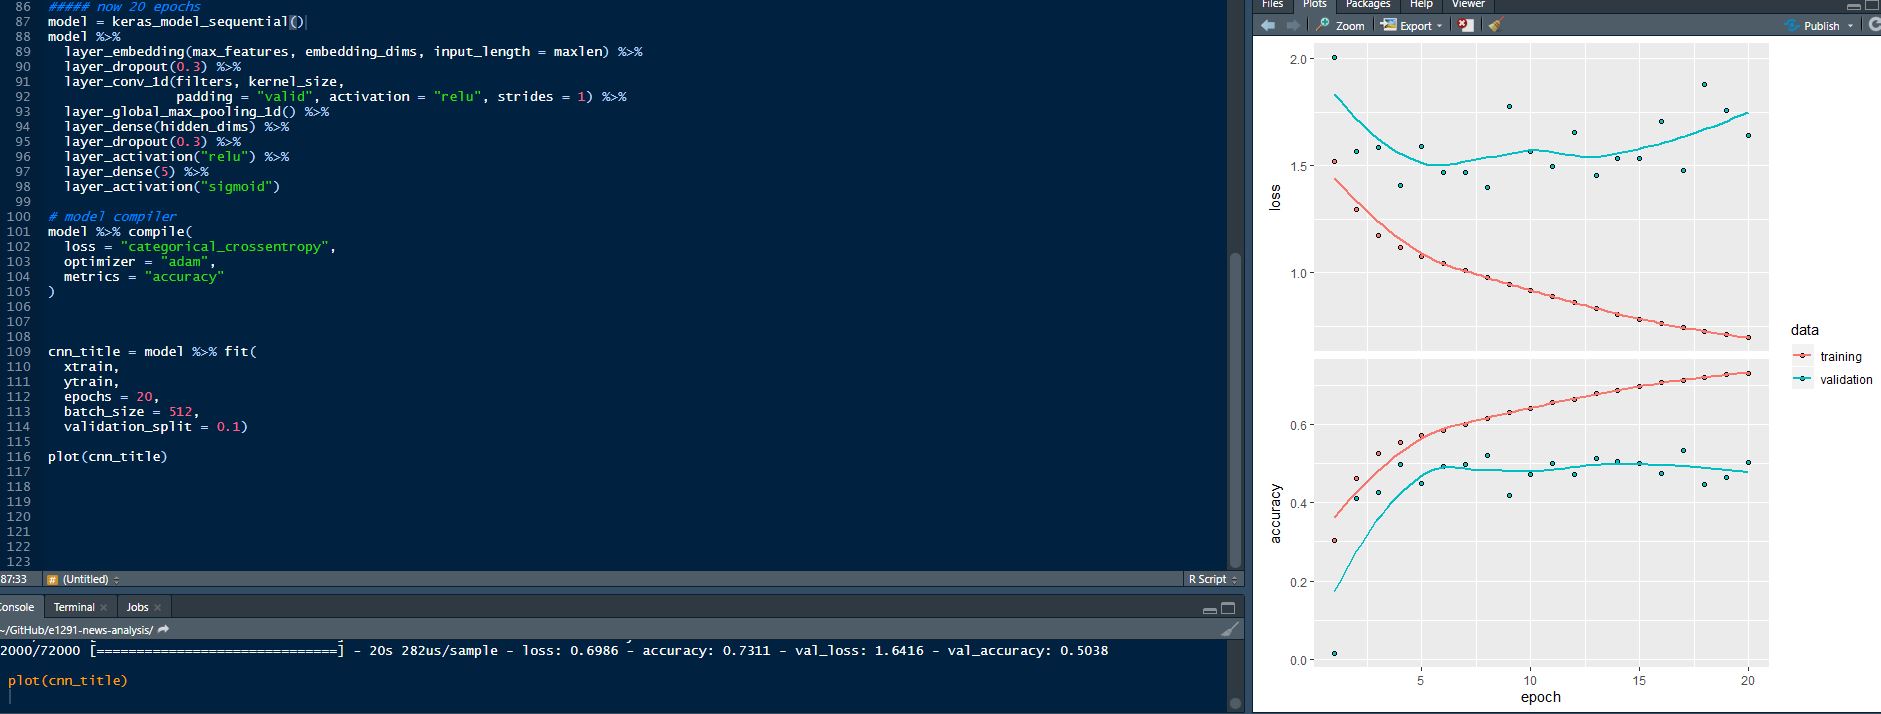 86 ##### now 20 epochs
87 model = keras_model_sequential()
88 model %>%
89 layer_embedding(max_features, embedding_dims, input_length = maxlen) %>%
90 layer_dropout(0.3) %>%
91 layer_conv_1d(filters, kernel_size,
92 padding = "valid", activation = "relu", strides = 1) %>%
93 layer_global_max_pooling_1d() %>%
94 layer_dense(hidden_dims) %>%
95 layer_dropout(0.3) %>%
96 layer_activation("relu") %>%
97 layer_dense(5) %>%
98 layer_activation("sigmoid")
99
100 # model compiler
101 model %>% compile(
102 loss = "categorical_crossentropy",
103 optimizer = "adam",
104 metrics = "accuracy"
105 )
106
107
108
109 cnn_title = model %>% fit(
110 xtrain,
111 ytrain,
112 epochs = 20,
113 batch_size = 512,
114 validation_split = 0.1)
115
116 plot(cnn_title)
117
118
119
120
121
122
123
87:33 # (Untitled) R Script
Console Terminal Jobs
~/GitHub/e1291-news-analysis/
2000/72000 [==============================] - 20s 282us/sample - loss: 0.6986 - accuracy: 0.7311 - val_loss: 1.6416 - val_accuracy: 0.5038
plot(cnn_title)
Files Plots Packages Help Viewer
Zoom Export Publish
2.0
1.5
1.0
loss
0.6
0.4
0.2
0.0
accuracy
5 10 15 20
epoch
data
training
validation